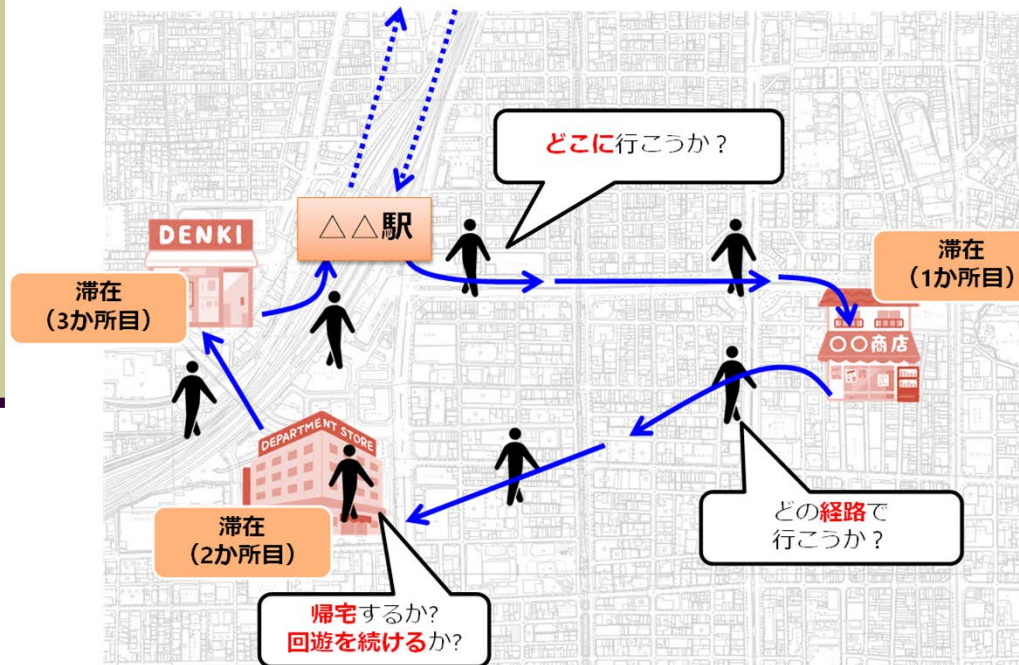 どこに行こうか？
△△駅
DENKI
滞在
（1か所目）
滞在
（3か所目）
○○商店
DEPARTMENT STORE
どの経路で
行こうか？
滞在
（2か所目）
帰宅するか?
回遊を続けるか?